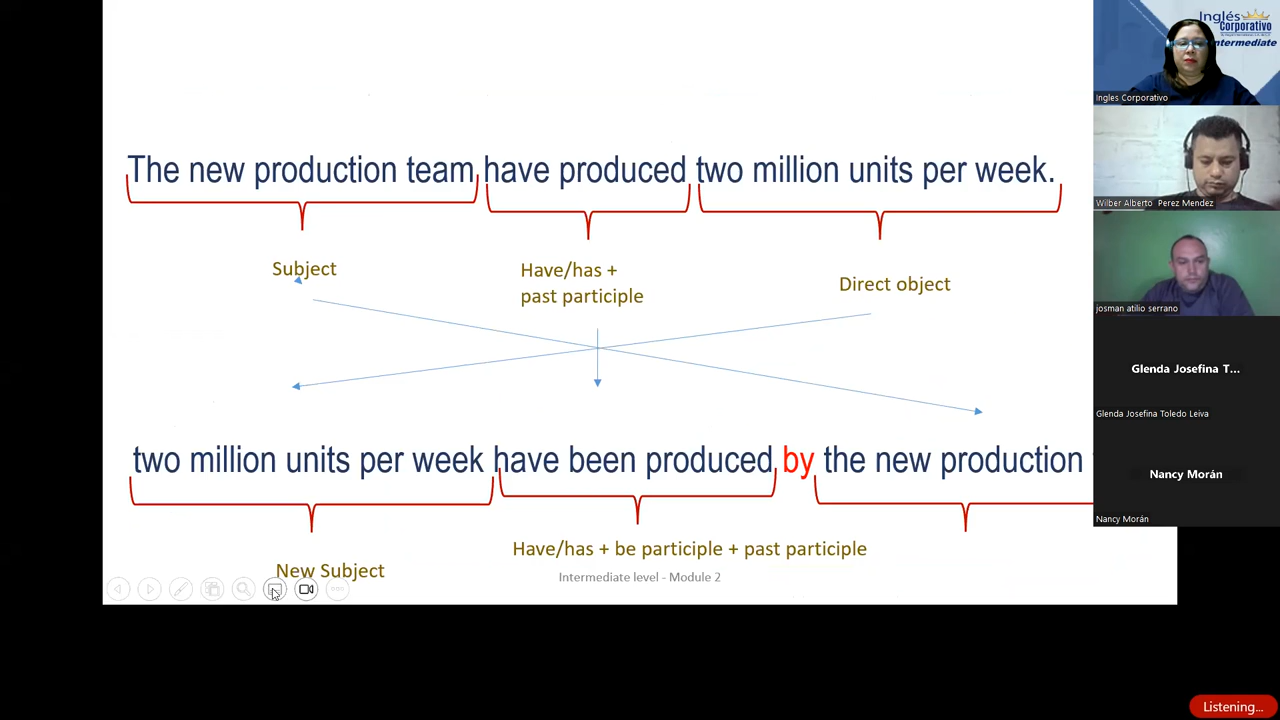 The new production team have produced two million units per week.
Subject
Have/has +
past participle
Direct object
two million units per week have been produced by the new production
New Subject
Have/has + be participle + past participle
Intermediate level - Module 2
Inglés
Corporativo
Intermediate
Ingles Corporativo
Wilber Alberto Perez Mendez
josman atilio serrano
Glenda Josefina T...
Glenda Josefina Toledo Leiva
Nancy Morán
Nancy Morán
Listening...